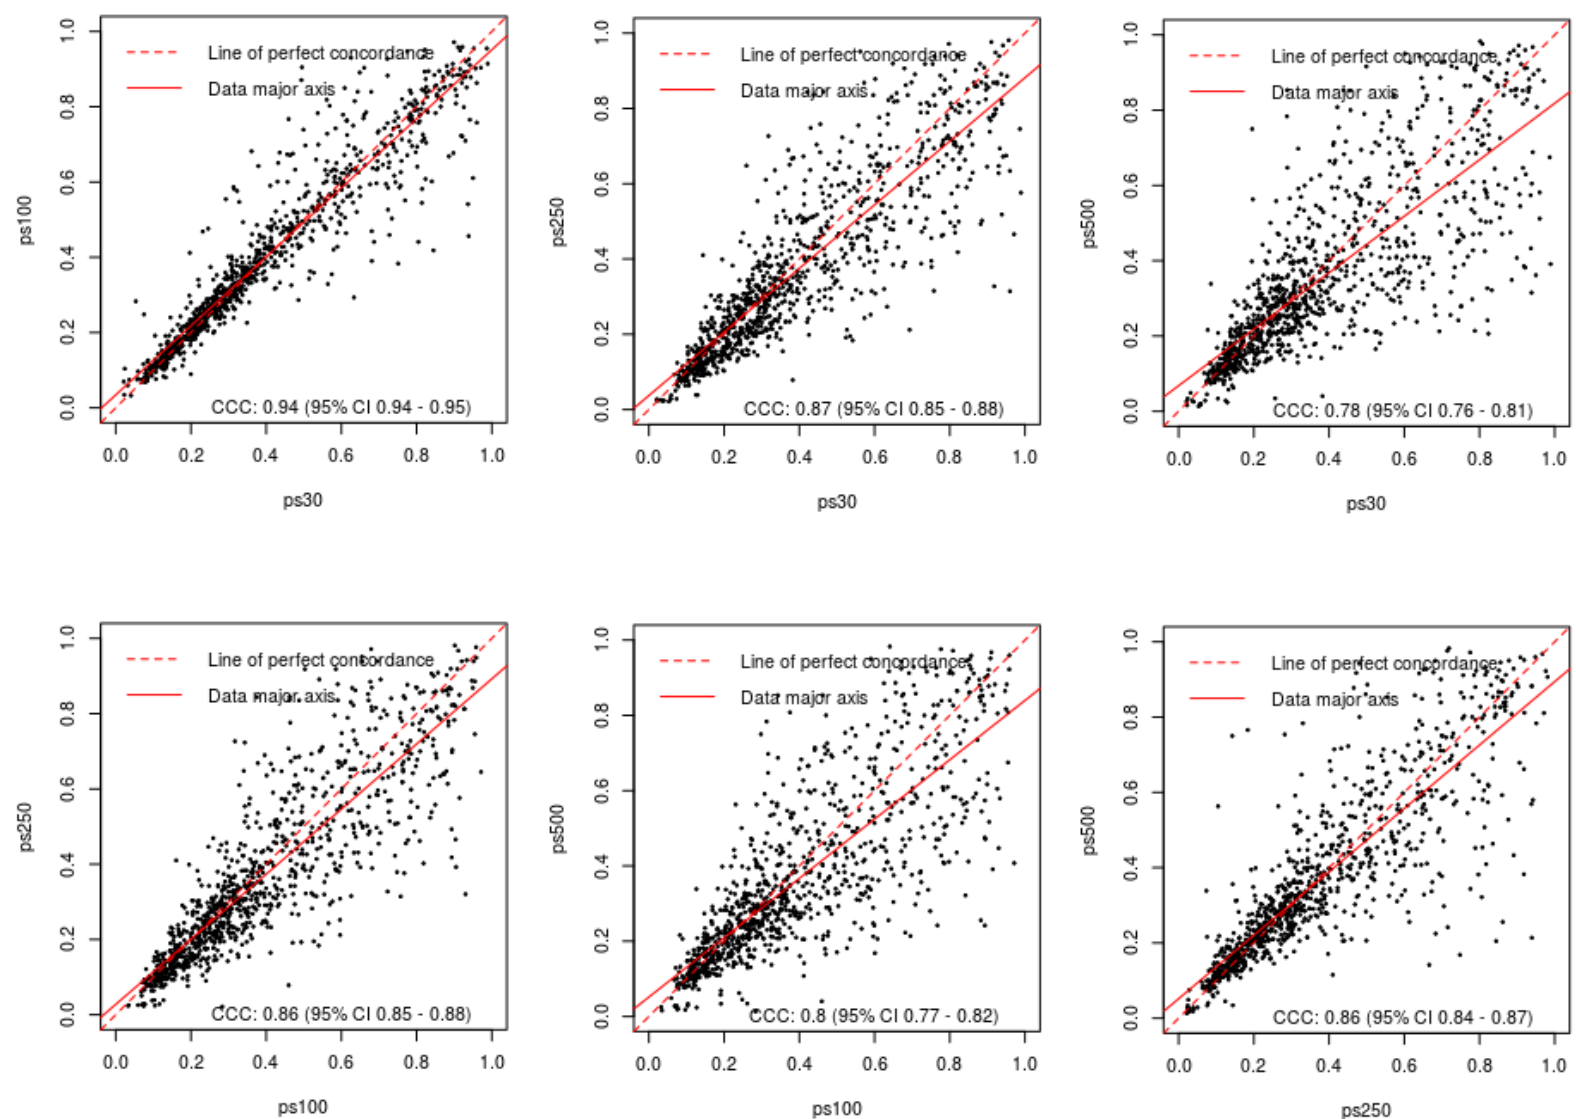 Line of perfect concordance
Data major axis
CCC: 0.94 (95% CI 0.94 - 0.95)
ps100
0.0 0.2 0.4 0.6 0.8 1.0
0.0 0.2 0.4 0.6 0.8 1.0
ps30
Line of perfect concordance
Data major axis
CCC: 0.87 (95% CI 0.85 - 0.88)
ps250
0.0 0.2 0.4 0.6 0.8 1.0
0.0 0.2 0.4 0.6 0.8 1.0
ps30
Line of perfect concordance
Data major axis
CCC: 0.78 (95% CI 0.76 - 0.81)
ps500
0.0 0.2 0.4 0.6 0.8 1.0
0.0 0.2 0.4 0.6 0.8 1.0
ps30
Line of perfect concordance
Data major axis
CCC: 0.86 (95% CI 0.85 - 0.88)
ps250
0.0 0.2 0.4 0.6 0.8 1.0
0.0 0.2 0.4 0.6 0.8 1.0
ps100
Line of perfect concordance
Data major axis
CCC: 0.8 (95% CI 0.77 - 0.82)
ps500
0.0 0.2 0.4 0.6 0.8 1.0
0.0 0.2 0.4 0.6 0.8 1.0
ps100
Line of perfect concordance
Data major axis
CCC: 0.86 (95% CI 0.84 - 0.87)
ps500
0.0 0.2 0.4 0.6 0.8 1.0
0.0 0.2 0.4 0.6 0.8 1.0
ps250